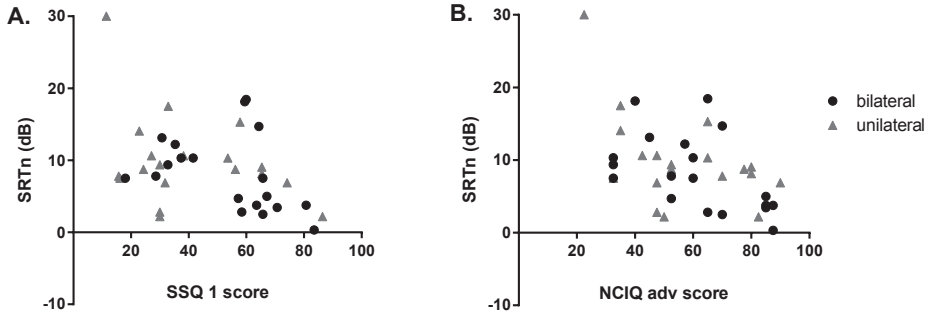 A.
30
20
10
0
-10
SRTn (dB)
20 40 60 80 100
SSQ 1 score
B.
30
20
10
0
-10
SRTn (dB)
20 40 60 80 100
NCIQ adv score
bilateral
unilateral